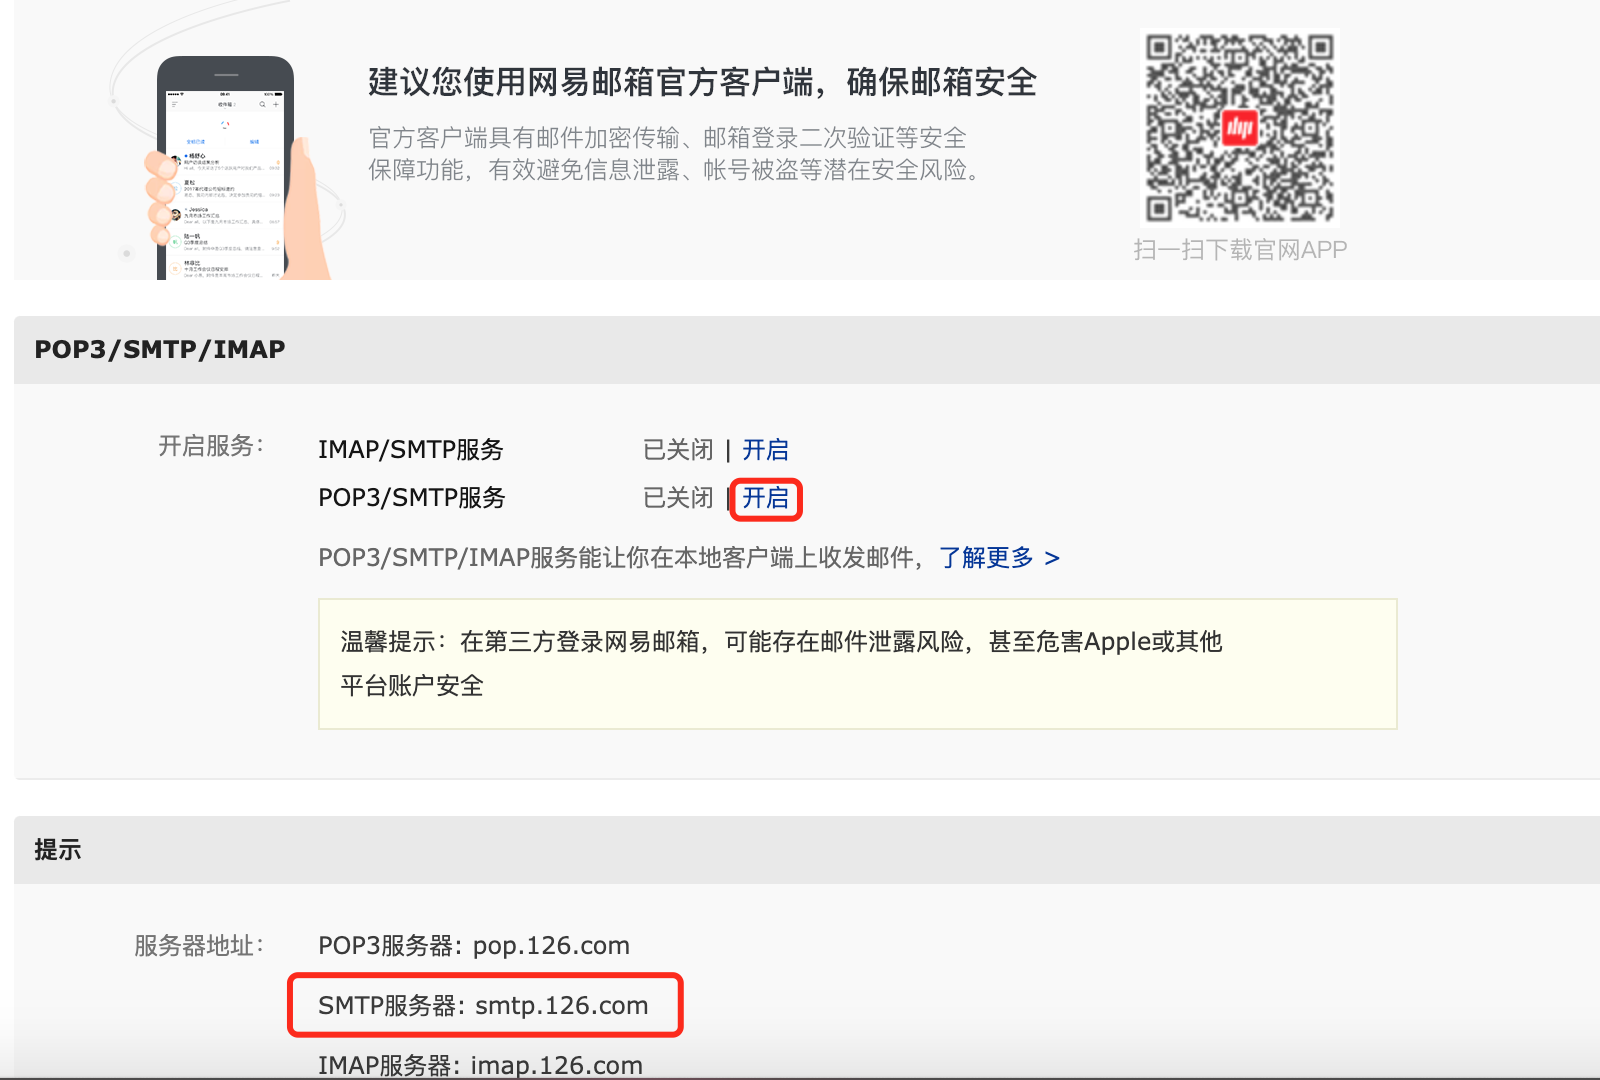 建议您使用网易邮箱官方客户端，确保邮箱安全
官方客户端具有邮件加密传输、邮箱登录二次验证等安全
保障功能，有效避免信息泄露、帐号被盗等潜在安全风险。
扫一扫下载官网APP
POP3/SMTP/IMAP
开启服务：
IMAP/SMTP服务 已关闭 | 开启
POP3/SMTP服务 已关闭 | 开启
POP3/SMTP/IMAP服务能让你在本地客户端上收发邮件，了解更多 >
温馨提示：在第三方登录网易邮箱，可能存在邮件泄露风险，甚至危害Apple或其他
平台账户安全
提示
服务器地址：
POP3服务器: pop.126.com
SMTP服务器: smtp.126.com
IMAP服务器: imap.126.com